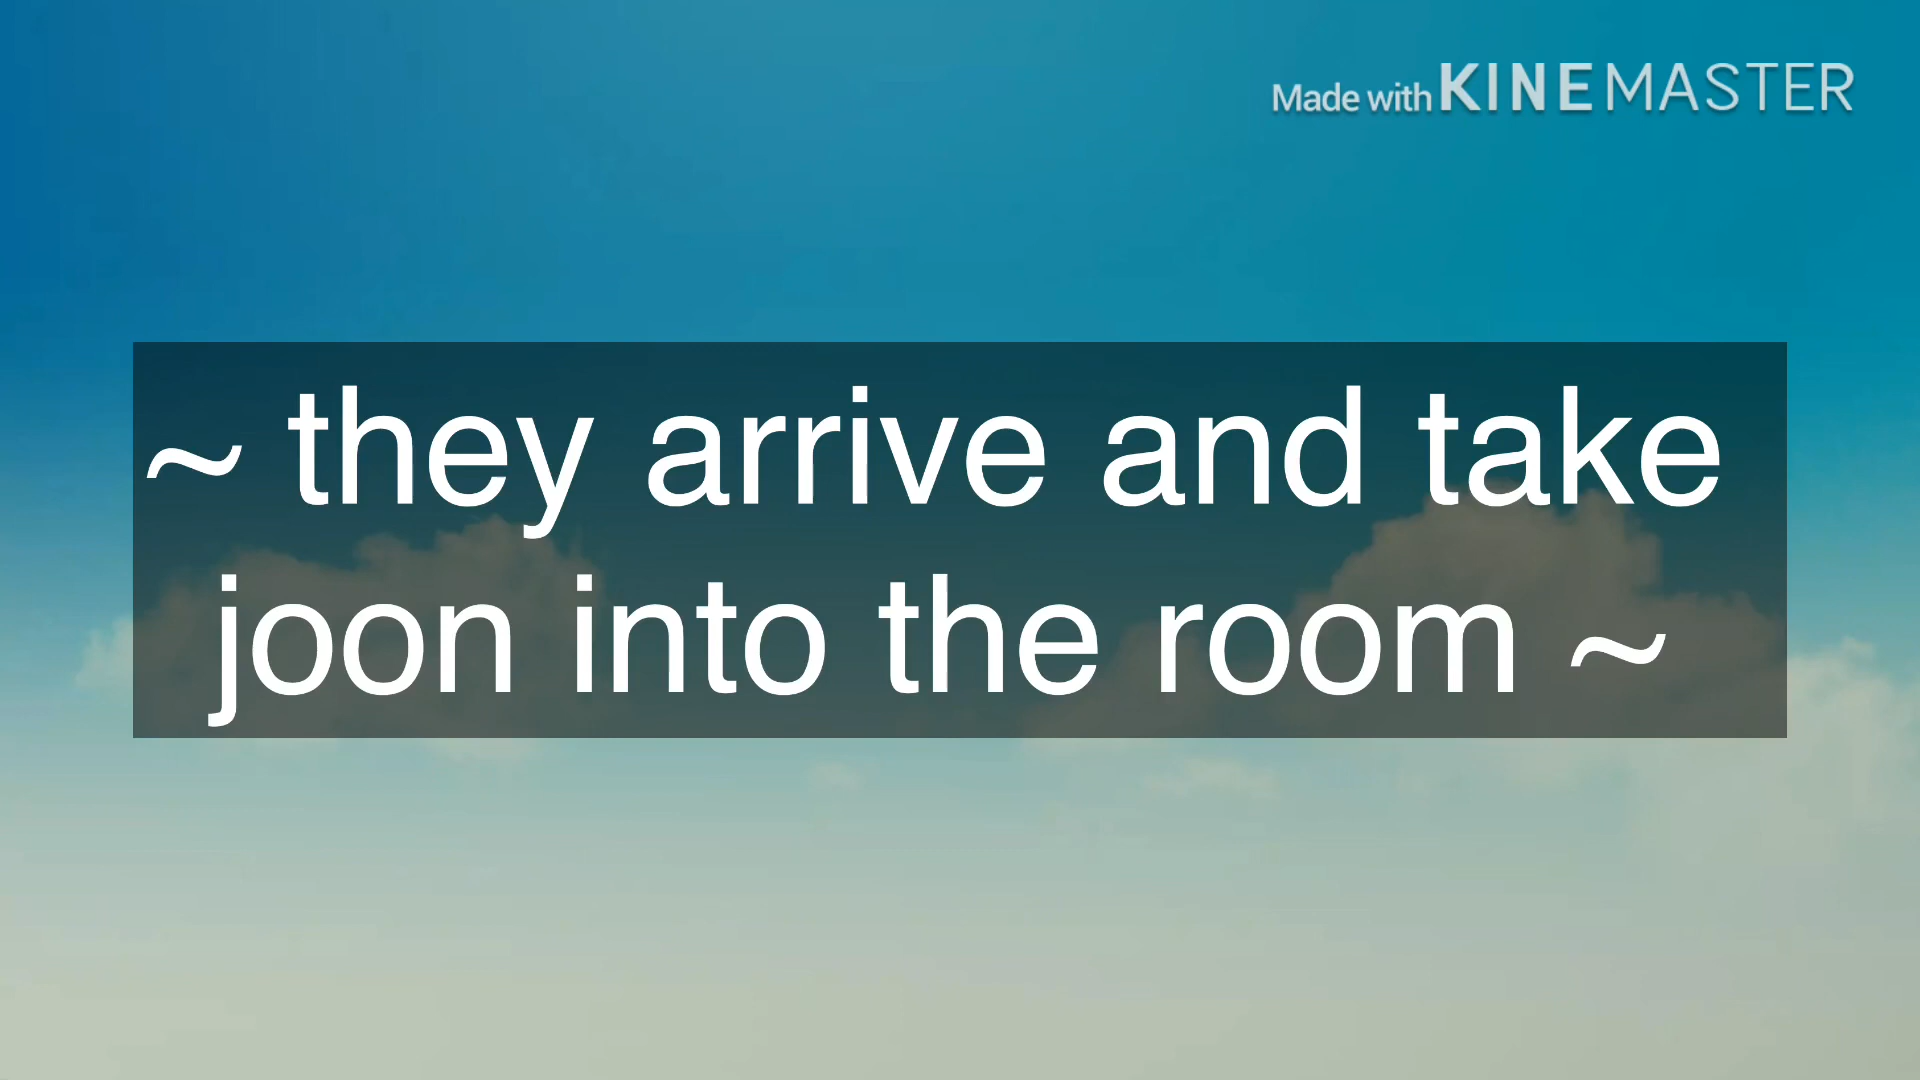 Made with KINEMASTER
~ they arrive and take
joon into the room ~